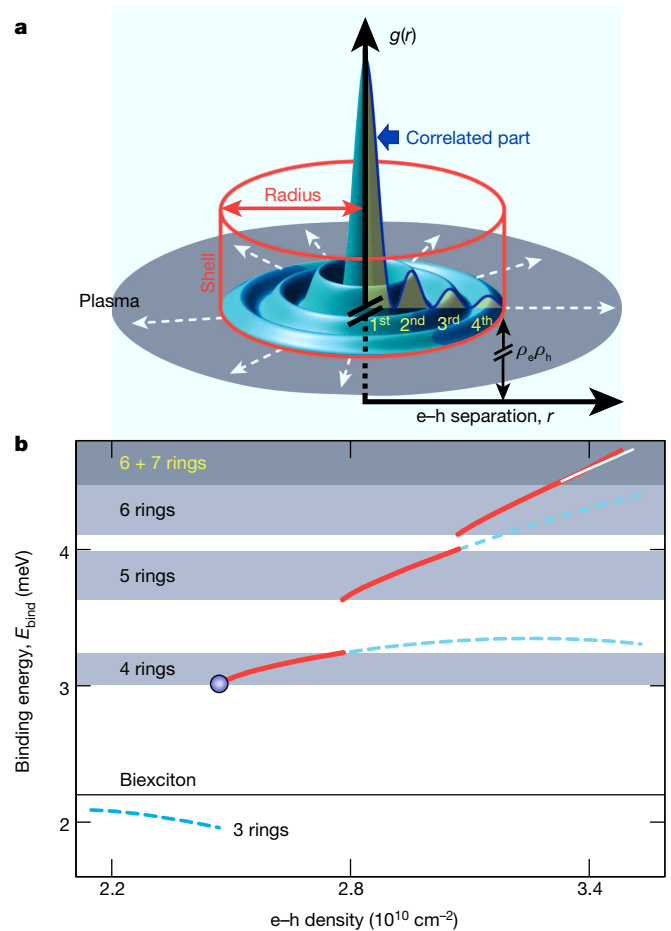 a
g(r)
Correlated part
Radius
Shell
Plasma
1st 2nd 3rd 4th
ρeρh
e–h separation, r
b
6 + 7 rings
6 rings
5 rings
4 rings
Biexciton
3 rings
4
3
2
Binding energy, Ebind (meV)
2.2 2.8 3.4
e–h density (10¹⁰ cm⁻²)